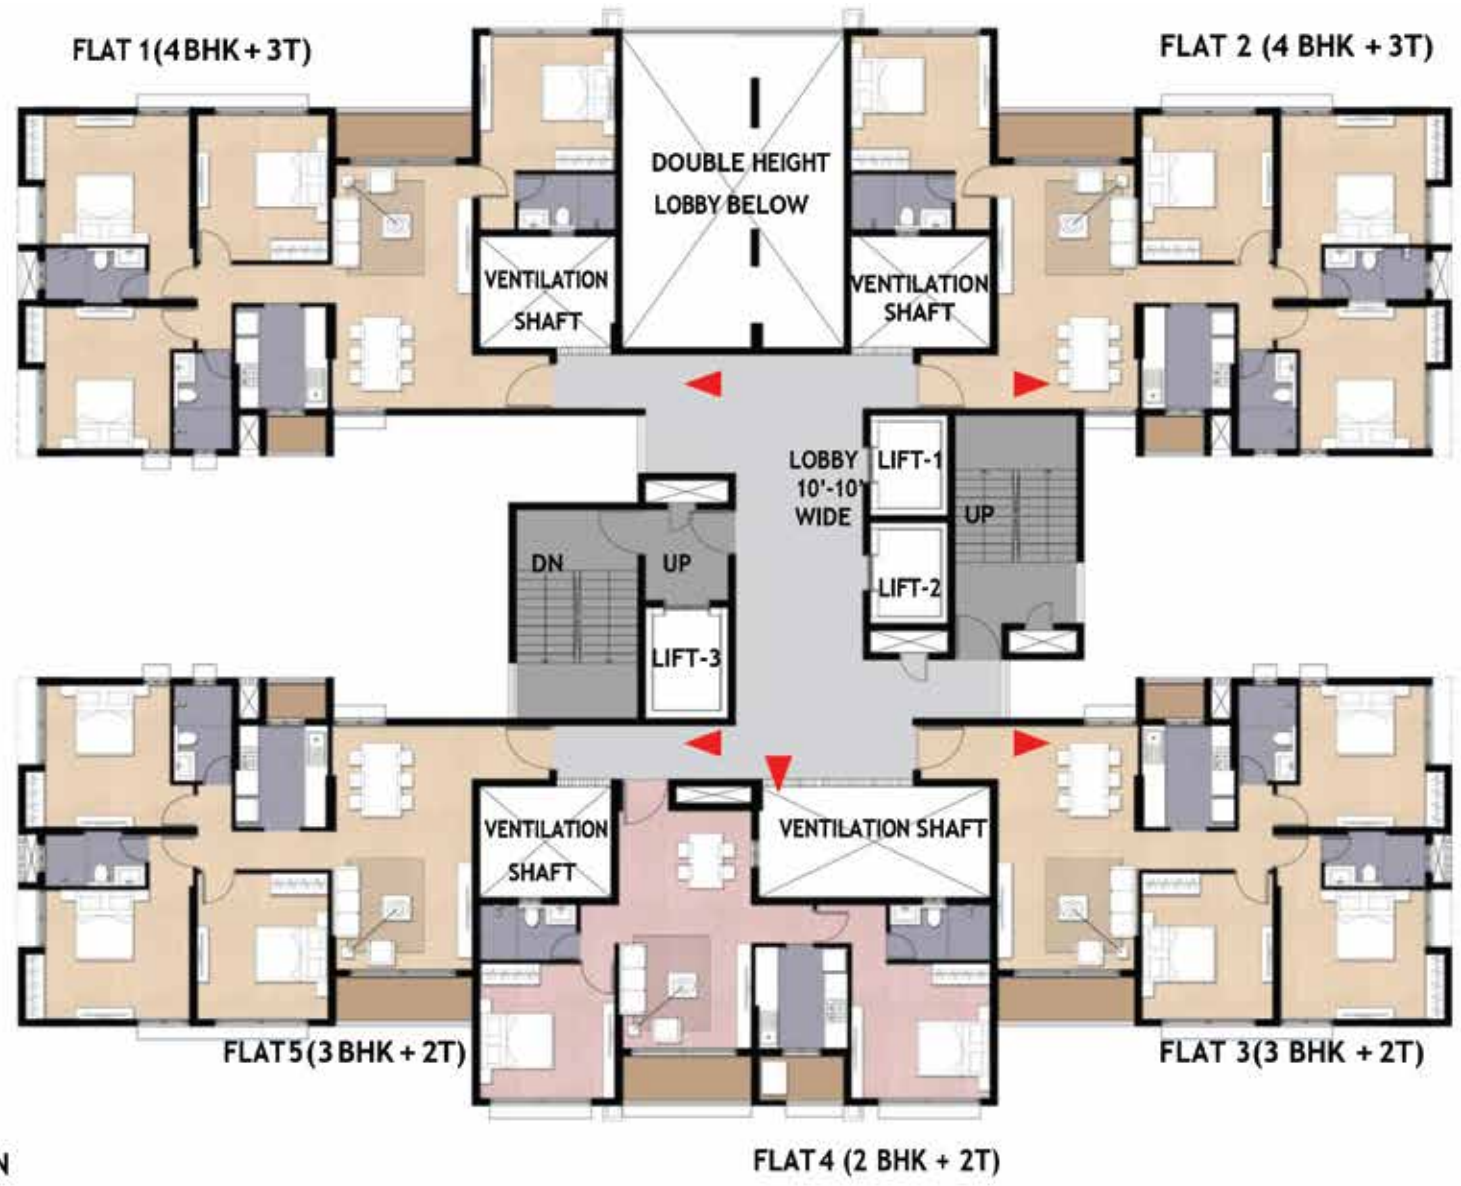 FLAT 1(4BHK + 3T)
FLAT 2 (4 BHK + 3T)
DOUBLE HEIGHT
LOBBY BELOW
VENTILATION
SHAFT
VENTILATION
SHAFT
LOBBY
10'-10'
WIDE
LIFT-1
UP
DN
UP
LIFT-2
LIFT-3
VENTILATION
SHAFT
VENTILATION SHAFT
FLAT5(3BHK + 2T)
FLAT 3(3 BHK + 2T)
FLAT4 (2 BHK + 2T)
N